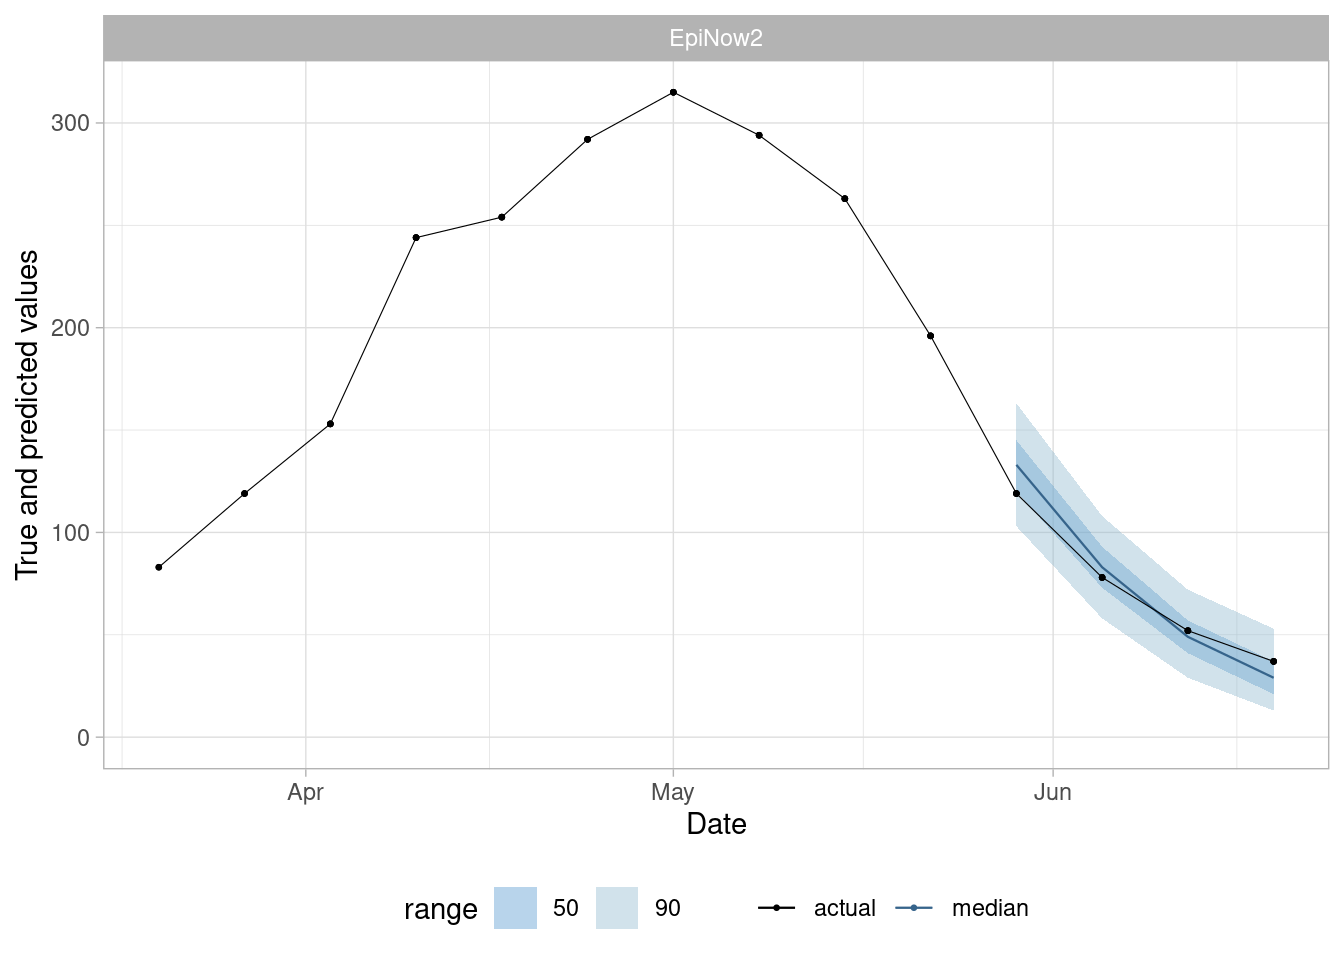 EpiNow2
True and predicted values
300
200
100
0
Apr May Jun
Date
range 50 90 actual median